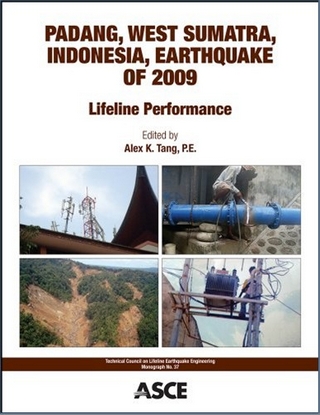 PADANG, WEST SUMATRA,
INDONESIA, EARTHQUAKE
OF 2009
Lifeline Performance
Edited by
Alex K. Tang, P.E.
Technical Council on Lifeline Earthquake Engineering
Monograph No. 37
ASCE